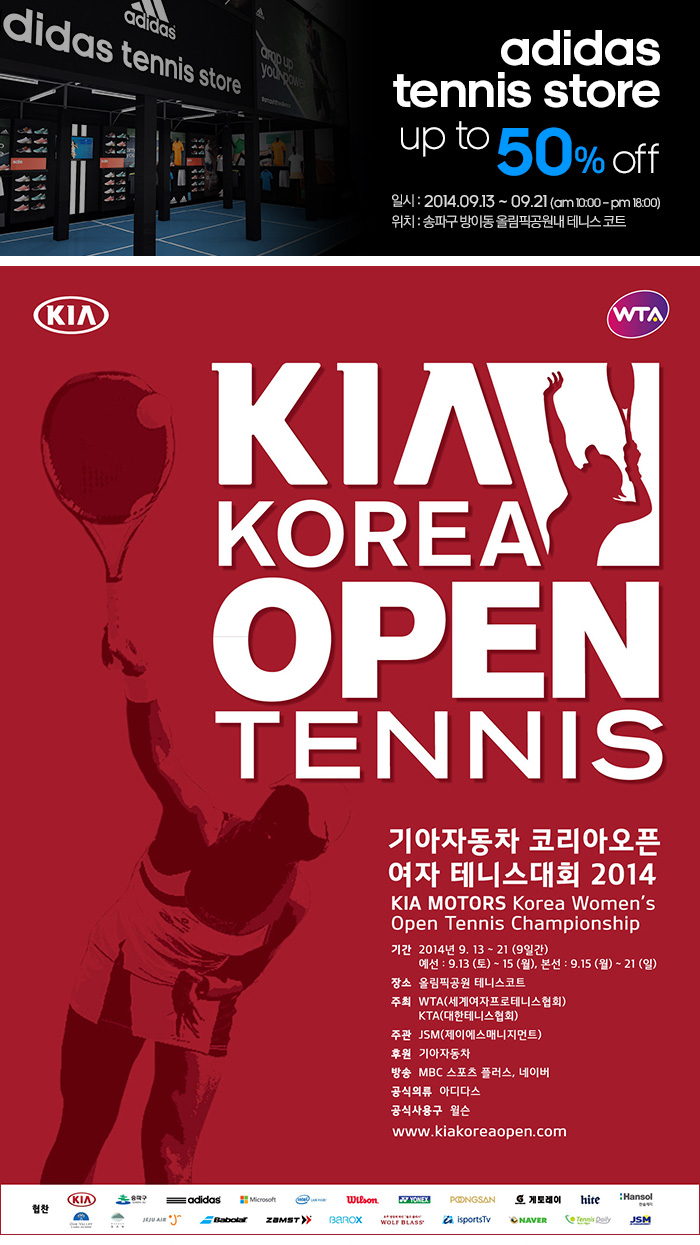 adidas
didas tennis store
drop up
your power
adidas
tennis store
up to 50% off
일시 : 2014.09.13 ~ 09.21 (am 10:00 - pm 18:00)
위치 : 송파구 방이동 올림픽공원내 테니스 코트
KIA
WTA
KIA
KOREA
OPEN
TENNIS
기아자동차 코리아오픈
여자 테니스대회 2014
KIA MOTORS Korea Women's
Open Tennis Championship
기간 2014년 9. 13 ~ 21 (9일간)
예선 : 9.13 (토) ~ 15 (월), 본선 : 9.15 (월) ~ 21 (일)
장소 올림픽공원 테니스코트
주최 WTA(세계여자프로테니스협회)
KTA(대한테니스협회)
주관 JSM(제이에스매니지먼트)
후원 기아자동차
방송 MBC 스포츠 플러스, 네이버
공식의류 아디다스
공식사용구 윌슨
www.kiakoreaopen.com
협찬
KIA 송파구 adidas Microsoft intel Wilson YONEX POONGSAN 게토레이 hite Hansol
JEJU AIR Babolat ZAMST BAROX WOLF BLASS isportsTv NAVER Tennis Daily JSM